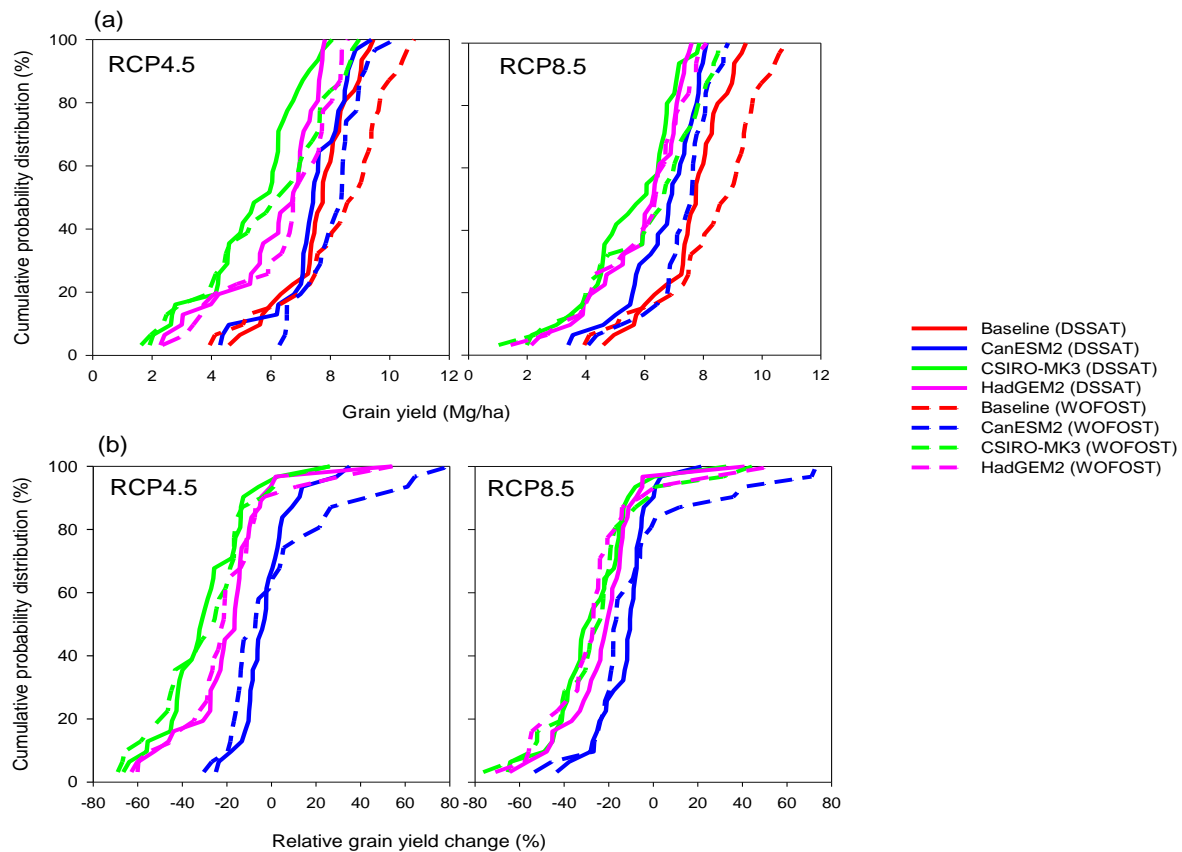 (a)
RCP4.5
RCP8.5
Cumulative probability distribution (%)
100
80
60
40
20
0
0 2 4 6 8 10 12
0 2 4 6 8 10 12
Grain yield (Mg/ha)
Baseline (DSSAT)
CanESM2 (DSSAT)
CSIRO-MK3 (DSSAT)
HadGEM2 (DSSAT)
Baseline (WOFOST)
CanESM2 (WOFOST)
CSIRO-MK3 (WOFOST)
HadGEM2 (WOFOST)
(b)
RCP4.5
RCP8.5
Cumulative probability distribution (%)
100
80
60
40
20
0
-80 -60 -40 -20 0 20 40 60 80
-80 -60 -40 -20 0 20 40 60 80
Relative grain yield change (%)